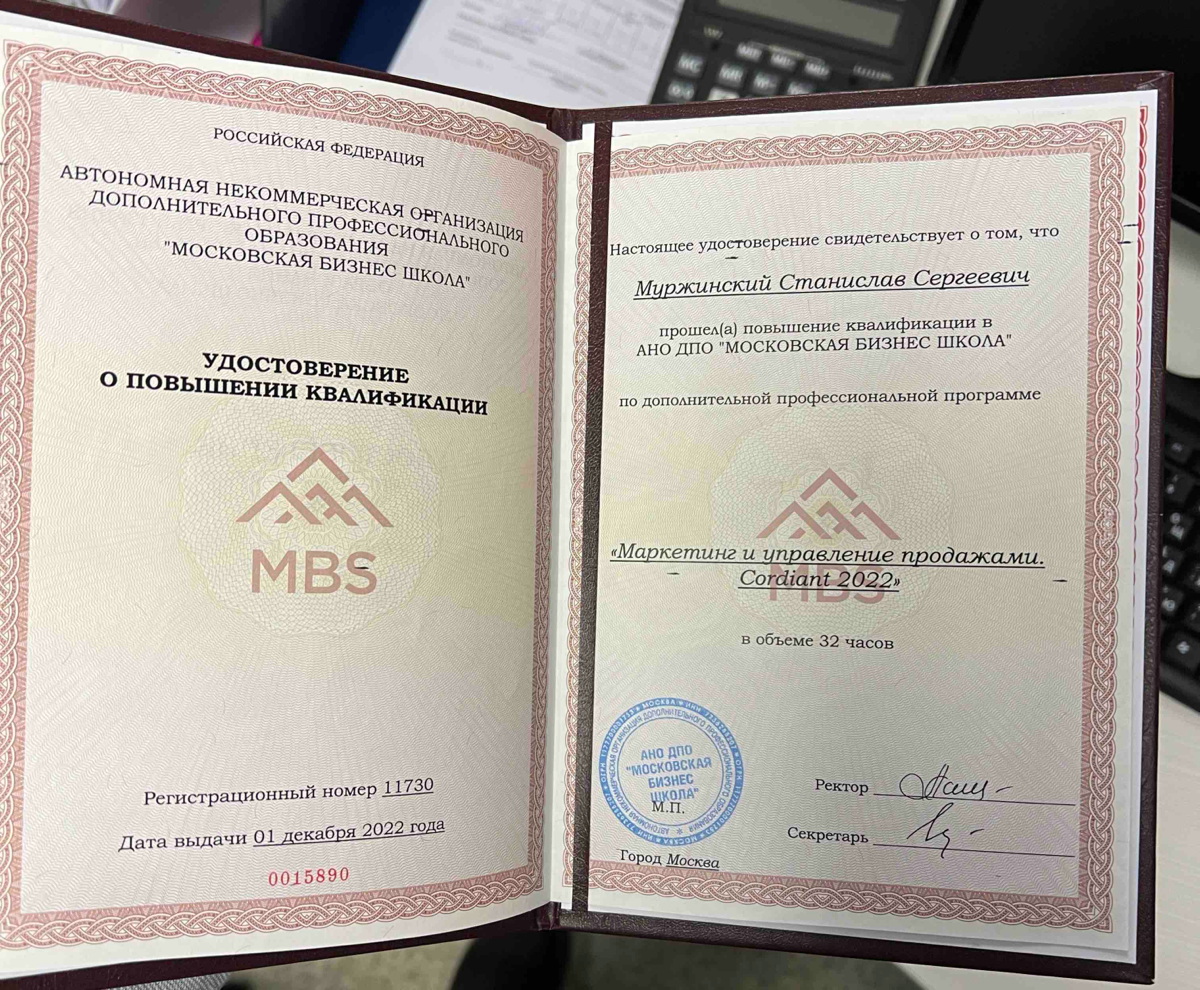 РОССИЙСКАЯ ФЕДЕРАЦИЯ
АВТОНОМНАЯ НЕКОММЕРЧЕСКАЯ ОРГАНИЗАЦИЯ
ДОПОЛНИТЕЛЬНОГО ПРОФЕССИОНАЛЬНОГО
ОБРАЗОВАНИЯ
"МОСКОВСКАЯ БИЗНЕС ШКОЛА"
УДОСТОВЕРЕНИЕ
О ПОВЫШЕНИИ КВАЛИФИКАЦИИ
MBS
Регистрационный номер 11730
Дата выдачи 01 декабря 2022 года
0015890
Настоящее удостоверение свидетельствует о том, что
Муржинский Станислав Сергеевич
прошел(а) повышение квалификации в
АНО ДПО "МОСКОВСКАЯ БИЗНЕС ШКОЛА"
по дополнительной профессиональной программе
«Маркетинг и управление продажами.
Cordiant 2022»
MBS
в объеме 32 часов
АНО ДПО
"МОСКОВСКАЯ
БИЗНЕС
ШКОЛА"
М.П.
Ректор
Секретарь
Город Москва